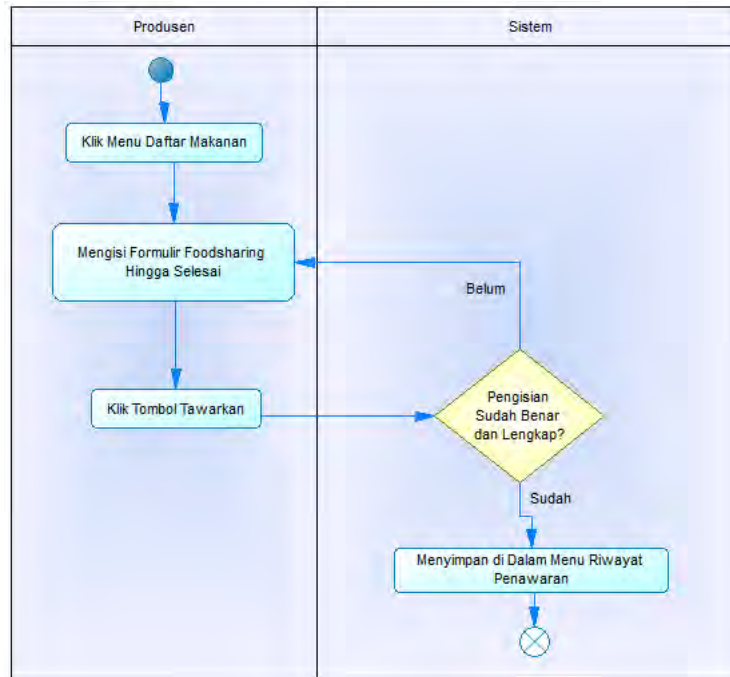 Produsen
Sistem
Klik Menu Daftar Makanan
Mengisi Formulir Foodsharing
Hingga Selesai
Belum
Klik Tombol Tawarkan
Pengisian
Sudah Benar
dan Lengkap?
Sudah
Menyimpan di Dalam Menu Riwayat
Penawaran